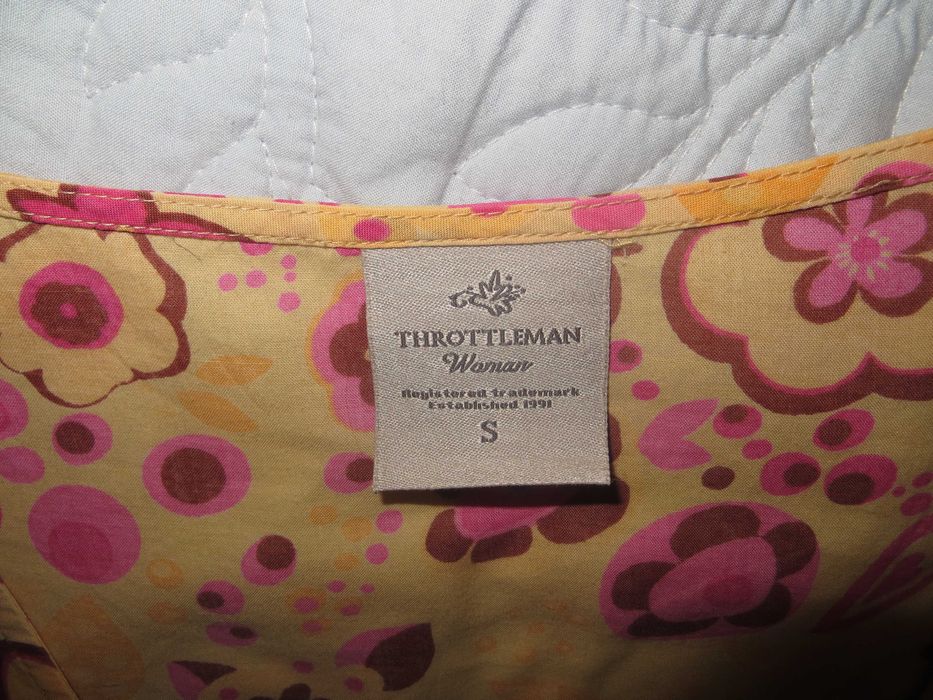 THROTTLEMAN
Woman
Registered trademark
Established 1991
S